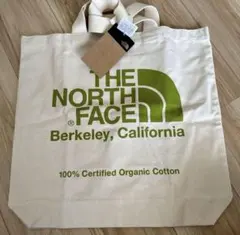 THE
NORTH
FACE
®
Berkeley, California
100% Certified Organic Cotton